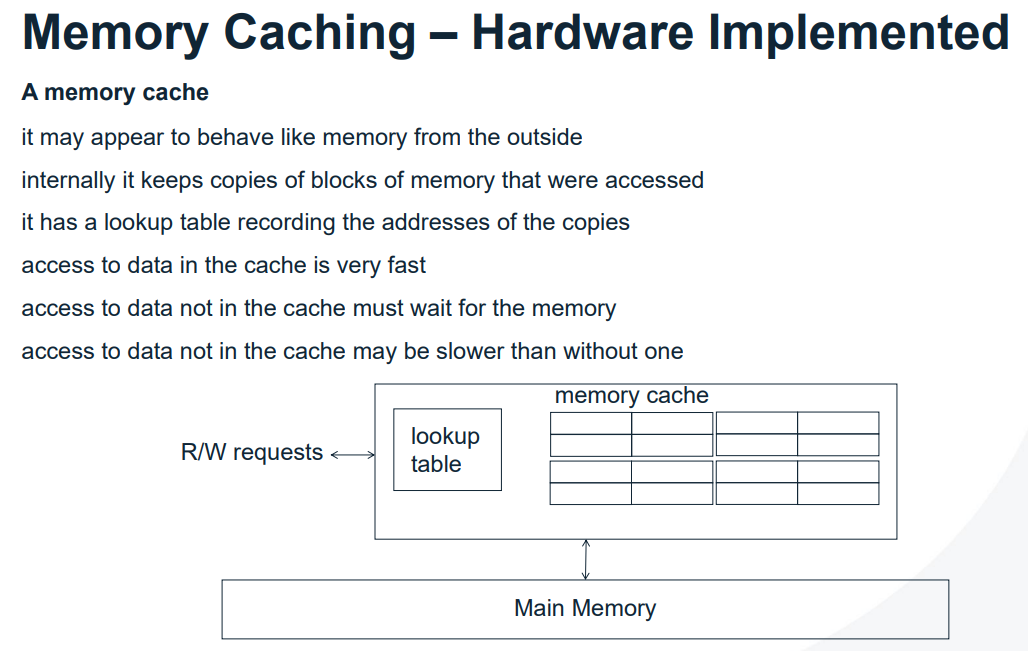 Memory Caching – Hardware Implemented
A memory cache
it may appear to behave like memory from the outside
internally it keeps copies of blocks of memory that were accessed
it has a lookup table recording the addresses of the copies
access to data in the cache is very fast
access to data not in the cache must wait for the memory
access to data not in the cache may be slower than without one
memory cache
lookup
table
R/W requests
Main Memory